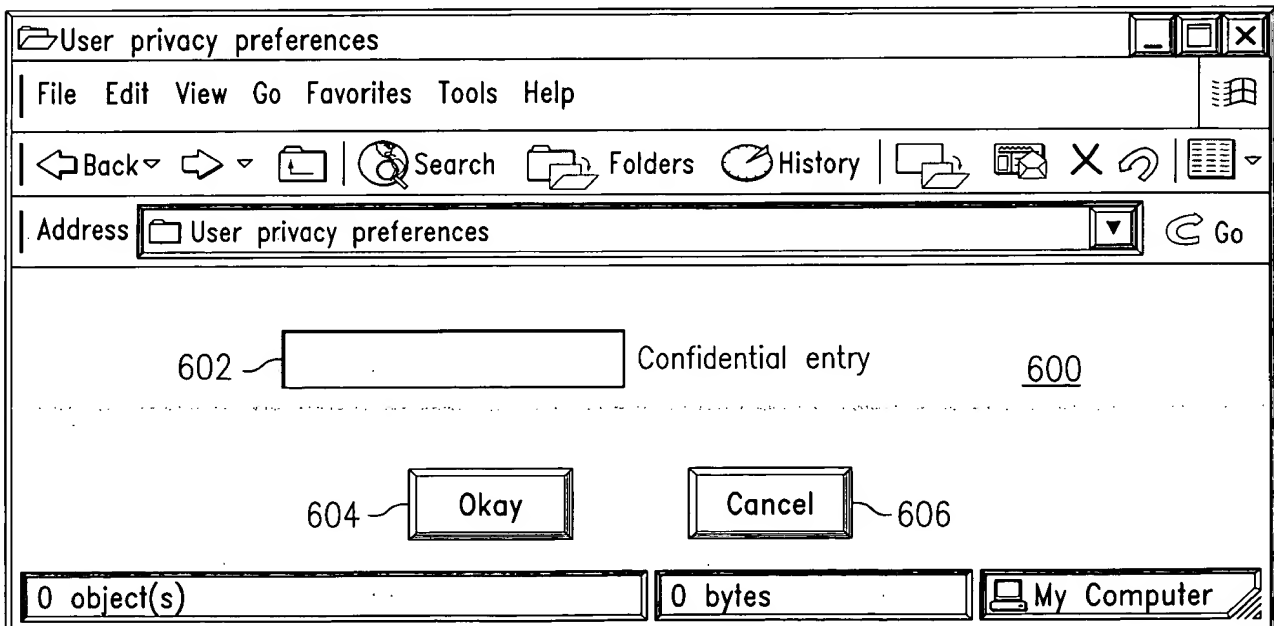 User privacy preferences
File Edit View Go Favorites Tools Help
Back Search Folders History
Address User privacy preferences Go
602 Confidential entry 600
604 Okay Cancel 606
0 object(s) 0 bytes My Computer